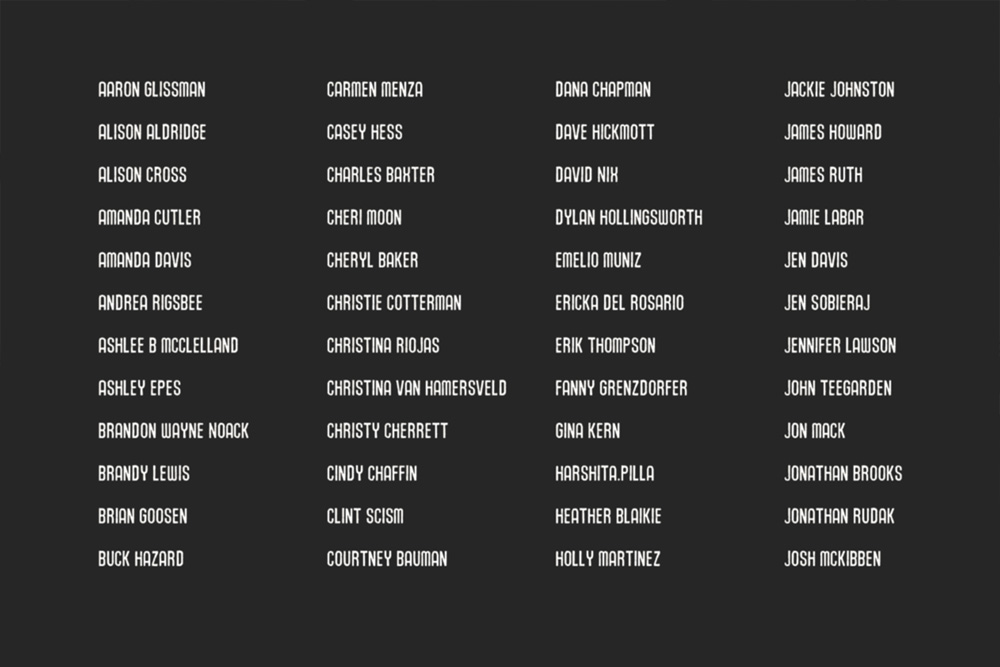 AARON GLISSMAN
ALISON ALDRIDGE
ALISON CROSS
AMANDA CUTLER
AMANDA DAVIS
ANDREA RIGSBEE
ASHLEE B MCCLELLAND
ASHLEY EPES
BRANDON WAYNE NOACK
BRANDY LEWIS
BRIAN GOOSEN
BUCK HAZARD
CARMEN MENZA
CASEY HESS
CHARLES BAXTER
CHERI MOON
CHERYL BAKER
CHRISTIE COTTERMAN
CHRISTINA RIOJAS
CHRISTINA VAN HAMERSVELD
CHRISTY CHERRETT
CINDY CHAFFIN
CLINT SCISM
COURTNEY BAUMAN
DANA CHAPMAN
DAVE HICKMOTT
DAVID NIX
DYLAN HOLLINGSWORTH
EMELIO MUNIZ
ERICKA DEL ROSARIO
ERIK THOMPSON
FANNY GRENZDORFER
GINA KERN
HARSHITA.PILLA
HEATHER BLAIKIE
HOLLY MARTINEZ
JACKIE JOHNSTON
JAMES HOWARD
JAMES RUTH
JAMIE LABAR
JEN DAVIS
JEN SOBIERAJ
JENNIFER LAWSON
JOHN TEEGARDEN
JON MACK
JONATHAN BROOKS
JONATHAN RUDAK
JOSH MCKIBBEN